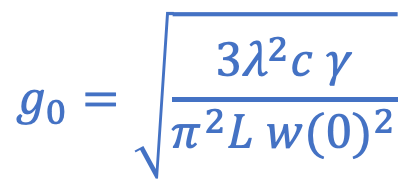 g₀ = √(3λ²c γ / π²L w(0)²)